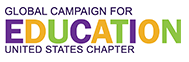 GLOBAL CAMPAIGN FOR
EDUCATION
UNITED STATES CHAPTER